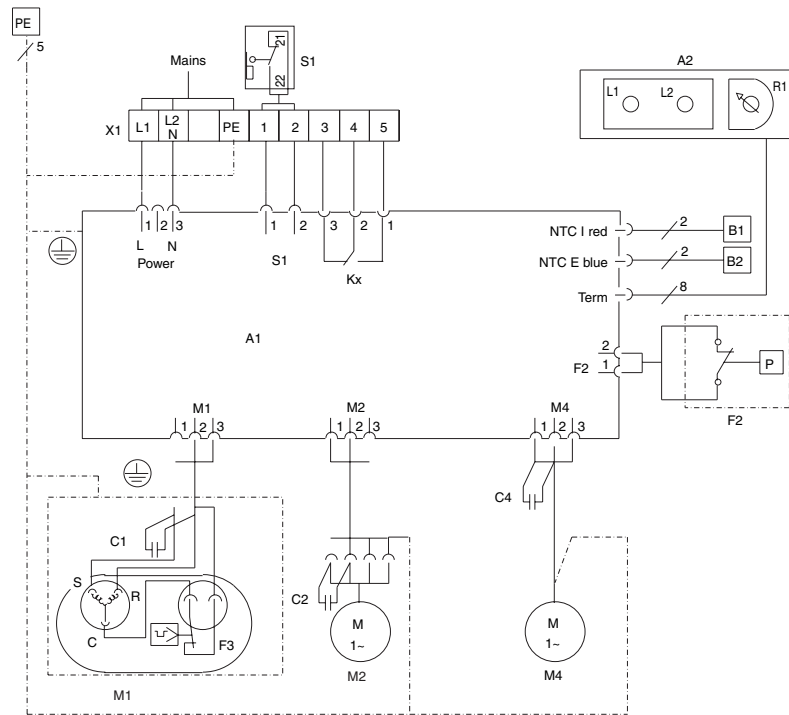 PE
5
Mains
21
22
S1
A2
L1
L2
R1
X1
L1
L2
N
PE
1
2
3
4
5
1
2
3
L
N
Power
1
2
S1
3
2
1
Kx
NTC I red
2
B1
NTC E blue
2
B2
Term
8
A1
2
1
F2
P
F2
M1
1
2
3
M2
1
2
3
M4
1
2
3
C1
S
R
C
F3
M1
C2
M
1~
M2
C4
M
1~
M4